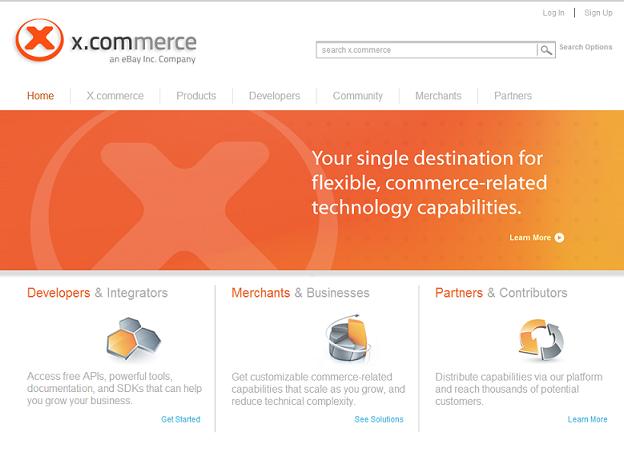 Log In | Sign Up
x.commerce
an eBay Inc. Company
search x.commerce
Search Options
Home
X.commerce
Products
Developers
Community
Merchants
Partners
Your single destination for
flexible, commerce-related
technology capabilities.
Learn More
Developers & Integrators
Access free APIs, powerful tools,
documentation, and SDKs that can help
you grow your business.
Get Started
Merchants & Businesses
Get customizable commerce-related
capabilities that scale as you grow, and
reduce technical complexity.
See Solutions
Partners & Contributors
Distribute capabilities via our platform
and reach thousands of potential
customers.
Learn More